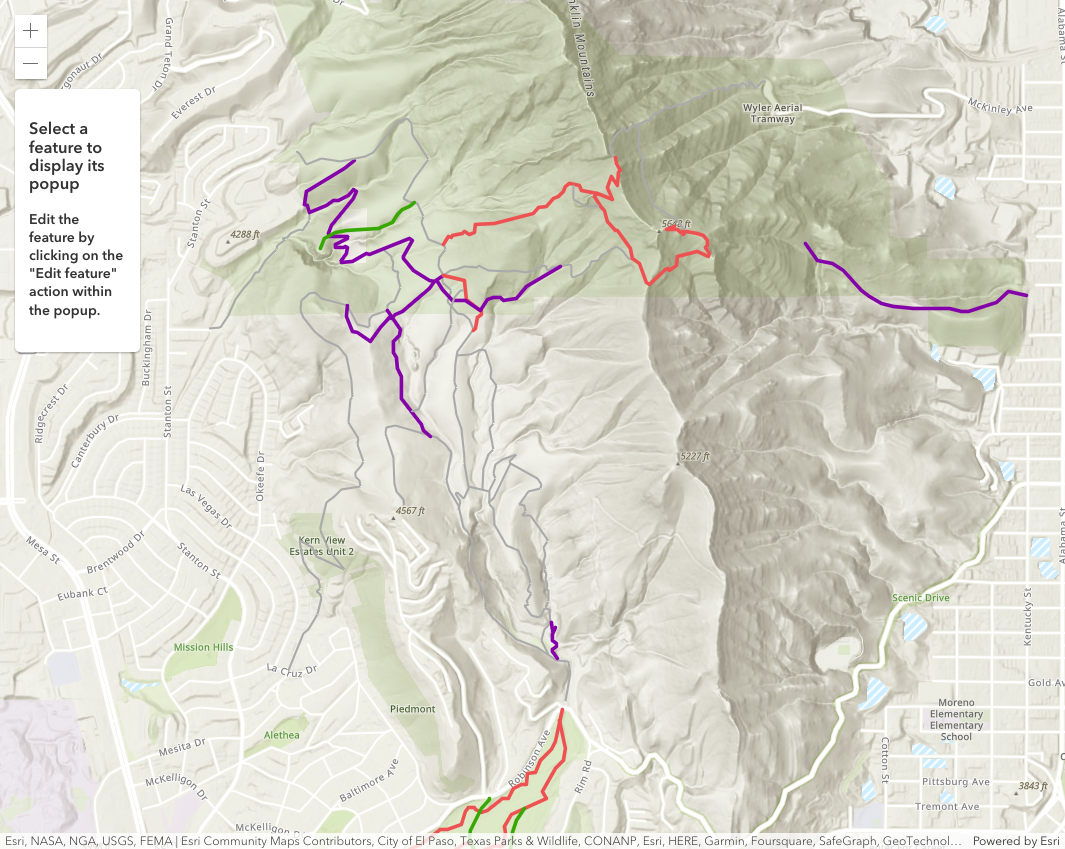 +
−
Select a
feature to
display its
popup
Edit the
feature by
clicking on the
"Edit feature"
action within
the popup.
Grand Teton Dr
Everest Dr
nklin Mountains
Alabama St
Wyler Aerial
Tramway
McKinley Ave
Stanton St
4288 ft
5642 ft
Buckingham Dr
Ridgecrest Dr
Canterbury Dr
Stanton St
Okeefe Dr
5227 ft
Las Vegas Dr
4567 ft
Mesa St
Brentwood Dr
Stanton St
Kern View
Estates Unit 2
Eubank Ct
Alabama St
Scenic Drive
Kentucky St
Mission Hills
La Cruz Dr
Gold Av
Piedmont
Moreno
Elementary
Elementary
School
Alethea
Mesita Dr
Robinson Ave
Rim Rd
Cotton St
McKelligon Dr
Baltimore Ave
Pittsburg Ave
3843 ft
Tremont Ave
McKelligon D
Esri, NASA, NGA, USGS, FEMA | Esri Community Maps Contributors, City of El Paso, Texas Parks & Wildlife, CONANP, Esri, HERE, Garmin, Foursquare, SafeGraph, GeoTechnol…
Powered by Esri